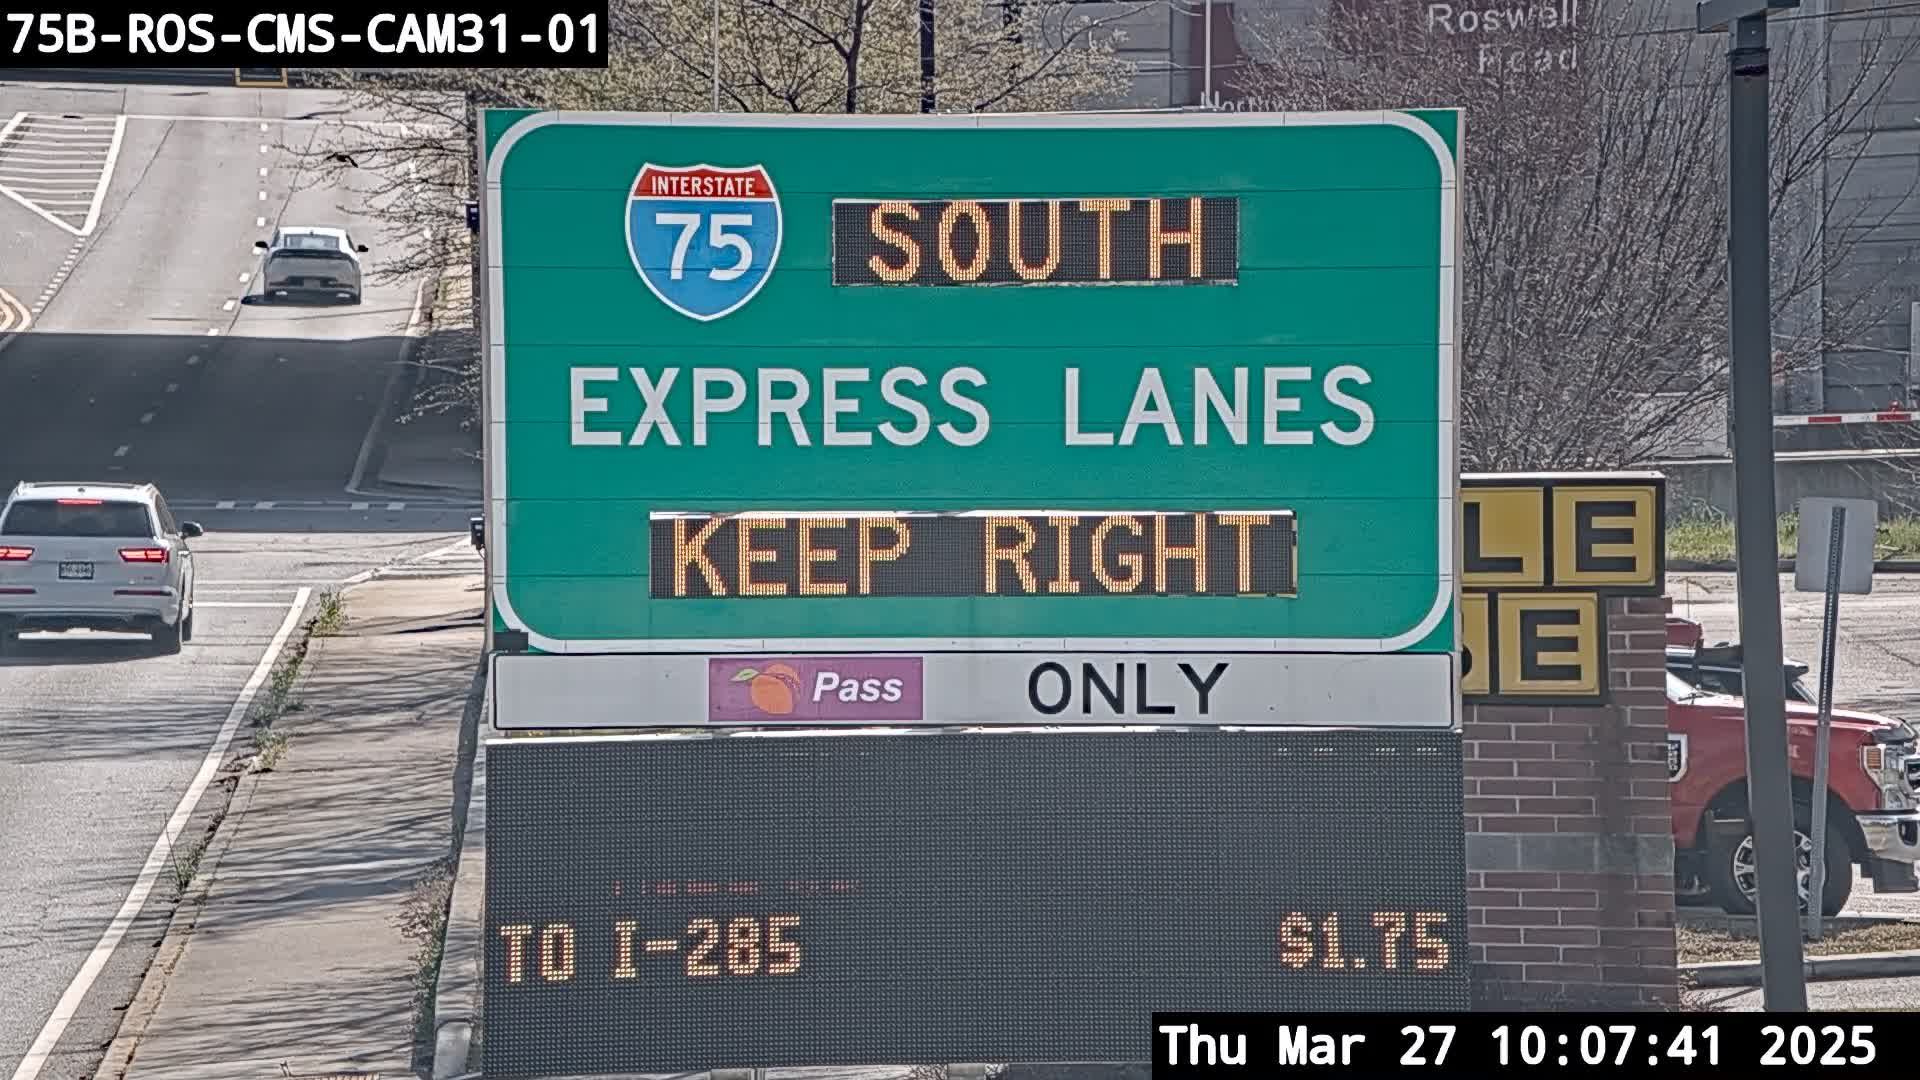 75B-ROS-CMS-CAM31-01
Roswell
Road
INTERSTATE
75
SOUTH
EXPRESS LANES
KEEP RIGHT
LE
E
Pass
ONLY
TO I-285
$1.75
Thu Mar 27 10:07:41 2025